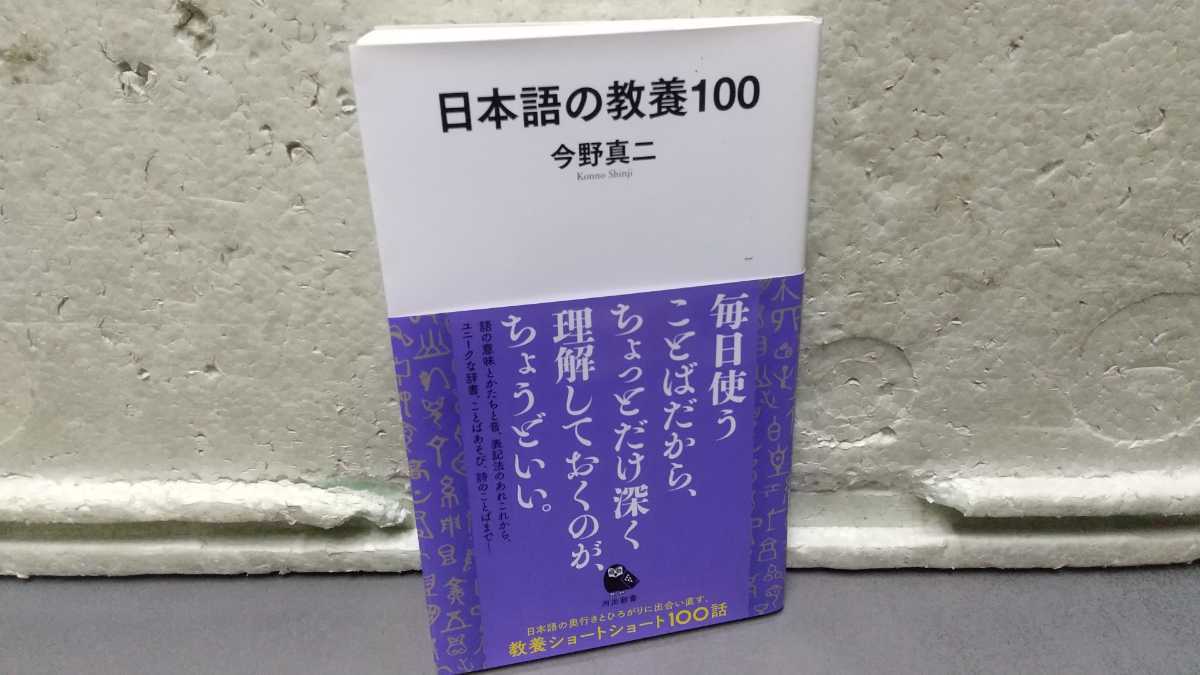 日本語の教養100
今野真二
Konno Shinji
毎日使う
ことばだから、
ちょっとだけ深く
理解しておくのが、
ちょうどいい。
語の意味とかたちと音、表記法のあれこれから、
ユニークな辞書、ことばあそび、詩のことばまで—
河出新書
日本語の奥行きとひろがりに出合い直す、
教養ショートショート100話